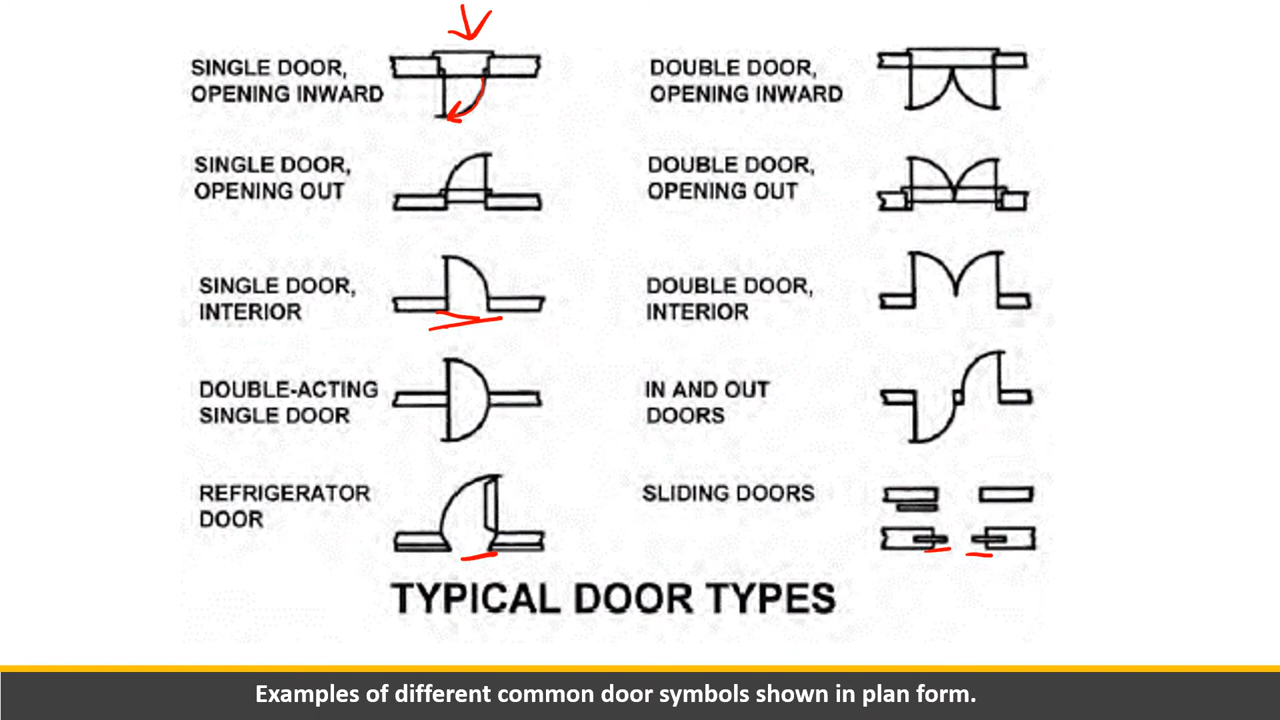 SINGLE DOOR,
OPENING INWARD
SINGLE DOOR,
OPENING OUT
SINGLE DOOR,
INTERIOR
DOUBLE-ACTING
SINGLE DOOR
REFRIGERATOR
DOOR
DOUBLE DOOR,
OPENING INWARD
DOUBLE DOOR,
OPENING OUT
DOUBLE DOOR,
INTERIOR
IN AND OUT
DOORS
SLIDING DOORS
TYPICAL DOOR TYPES
Examples of different common door symbols shown in plan form.